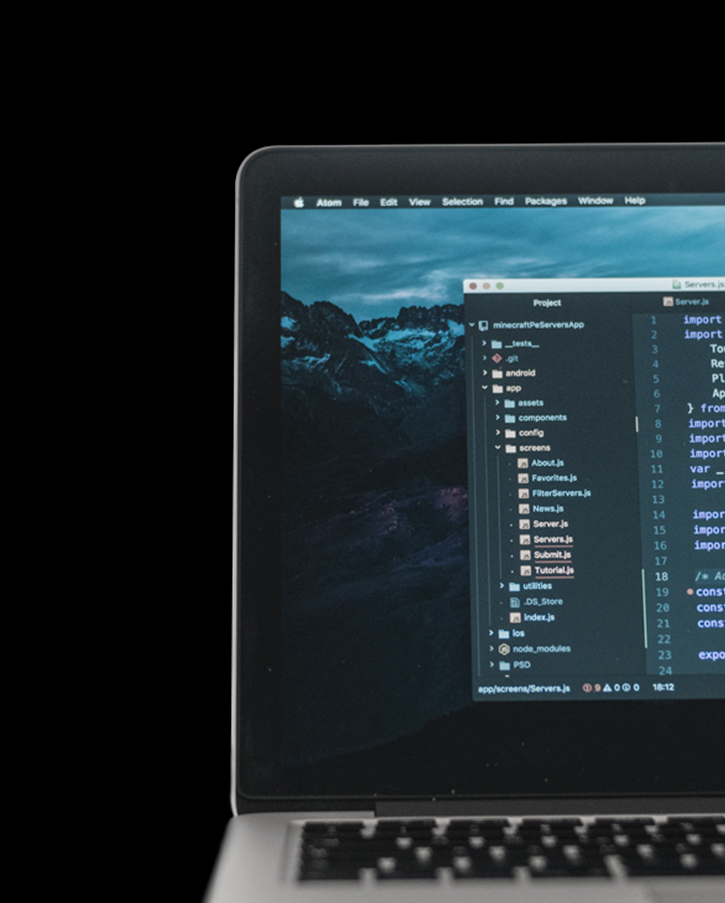 Atom File Edit View Selection Find Packages Window Help
Servers.js
Project
Server.js
minecraftPeServersApp
__tests__
.git
android
app
assets
components
config
screens
About.js
Favorites.js
FilterServers.js
News.js
Server.js
Servers.js
Submit.js
Tutorial.js
utilities
.DS_Store
index.js
ios
node_modules
PSD
1 import
2 import
3 Tou
4 Re
5 Pl
6 Ap
7 } from
8 import
9 import
10 import
11 var _
12 import
13
14 impor
15 impor
16 impor
17
18 /* Ad
19 const
20 const
21 const
22
23 expo
24
app/screens/Servers.js 9 0 0 18:12